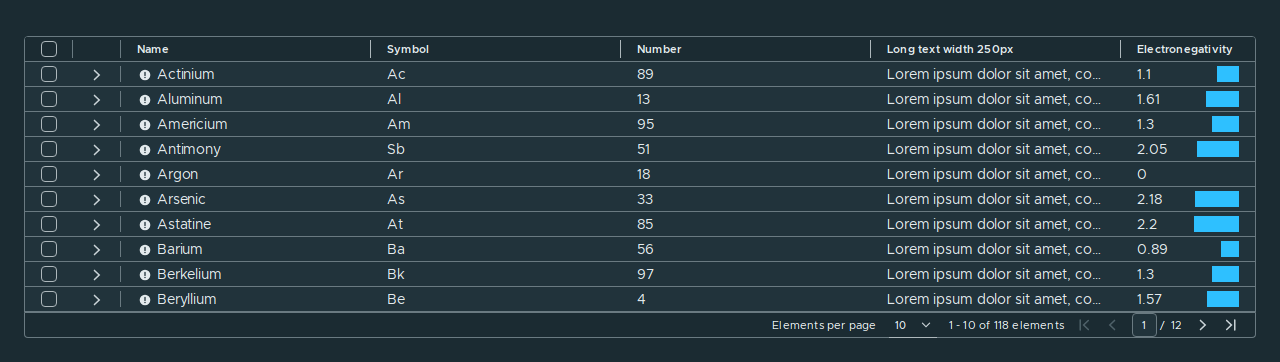 Name Symbol Number Long text width 250px Electronegativity
Actinium Ac 89 Lorem ipsum dolor sit amet, co... 1.1
Aluminum Al 13 Lorem ipsum dolor sit amet, co... 1.61
Americium Am 95 Lorem ipsum dolor sit amet, co... 1.3
Antimony Sb 51 Lorem ipsum dolor sit amet, co... 2.05
Argon Ar 18 Lorem ipsum dolor sit amet, co... 0
Arsenic As 33 Lorem ipsum dolor sit amet, co... 2.18
Astatine At 85 Lorem ipsum dolor sit amet, co... 2.2
Barium Ba 56 Lorem ipsum dolor sit amet, co... 0.89
Berkelium Bk 97 Lorem ipsum dolor sit amet, co... 1.3
Beryllium Be 4 Lorem ipsum dolor sit amet, co... 1.57
Elements per page 10 1 - 10 of 118 elements 1 / 12